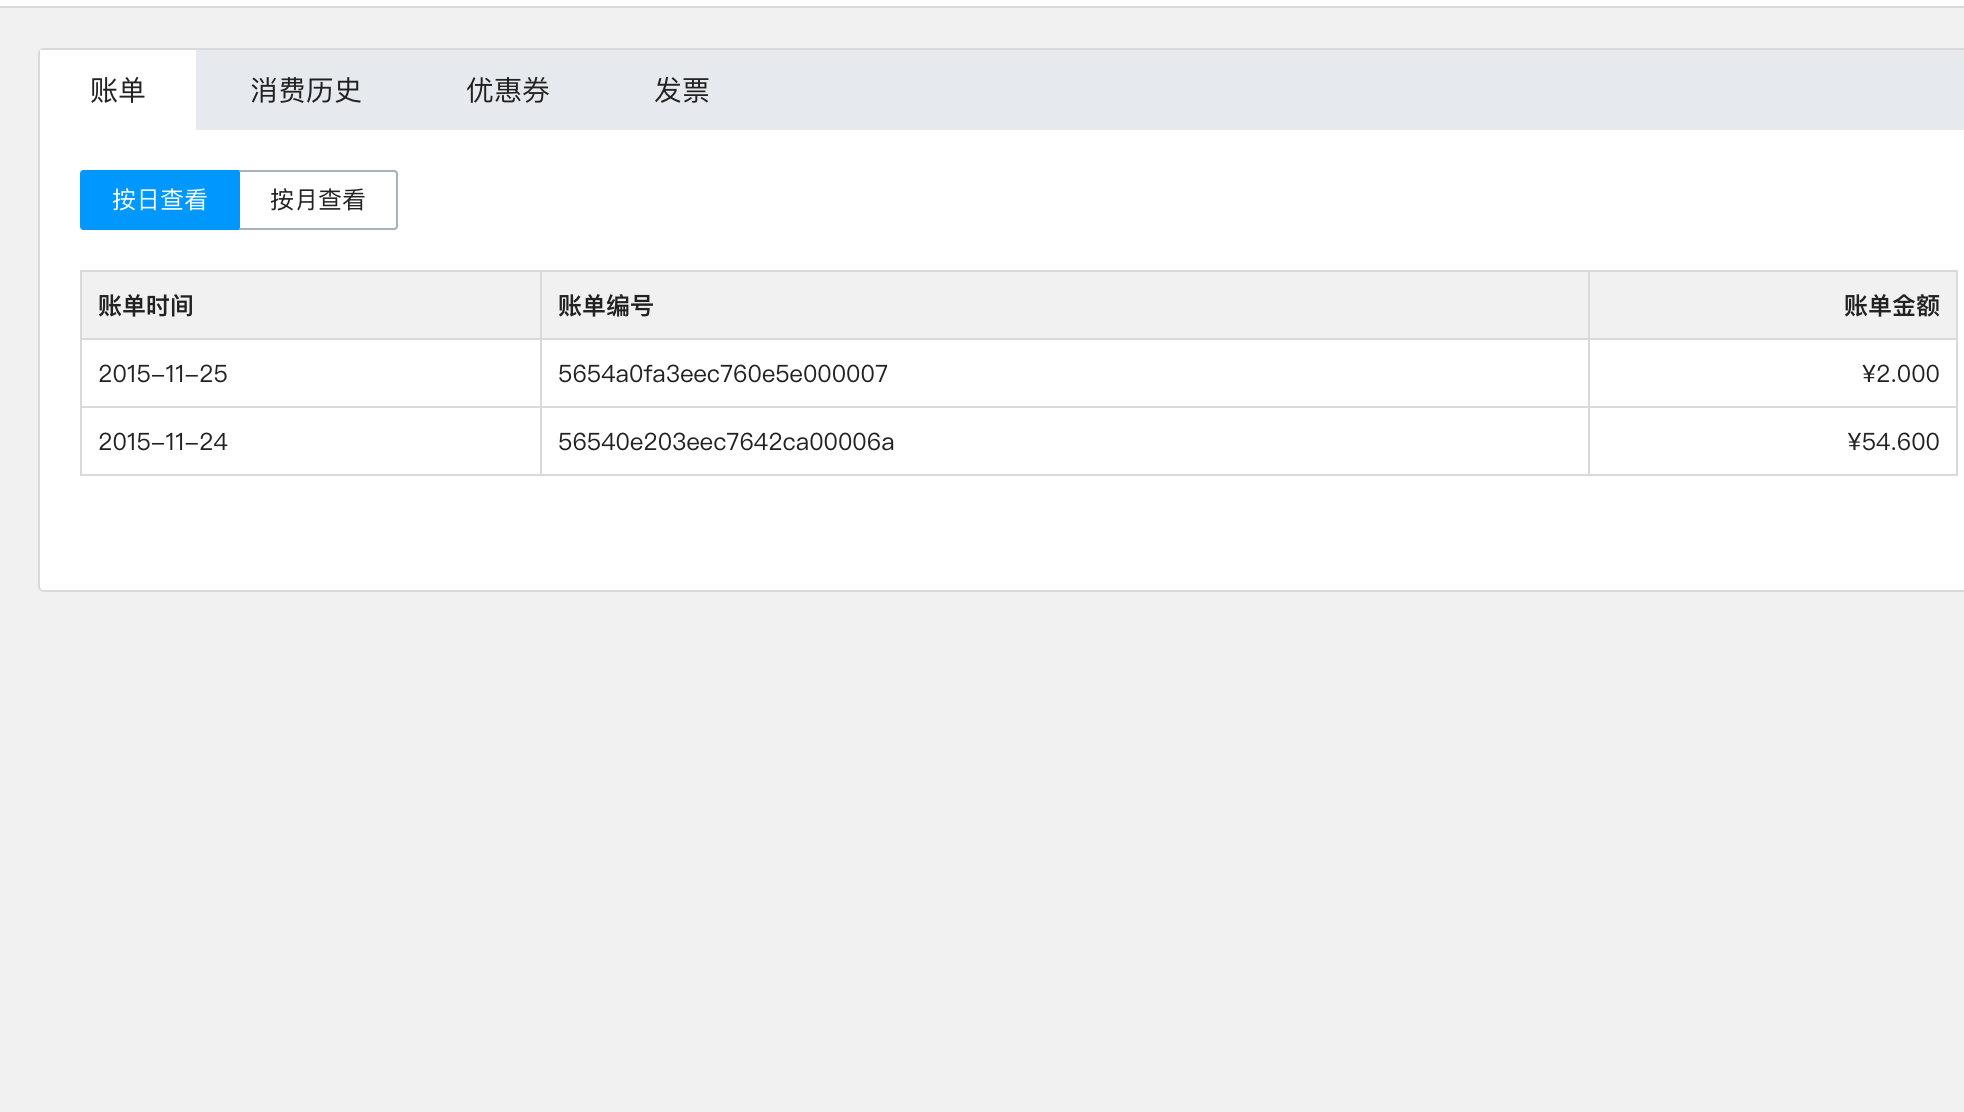 账单 消费历史 优惠券 发票
按日查看 按月查看
账单时间 账单编号 账单金额
2015-11-25 5654a0fa3eec760e5e000007 ¥2.000
2015-11-24 56540e203eec7642ca00006a ¥54.600